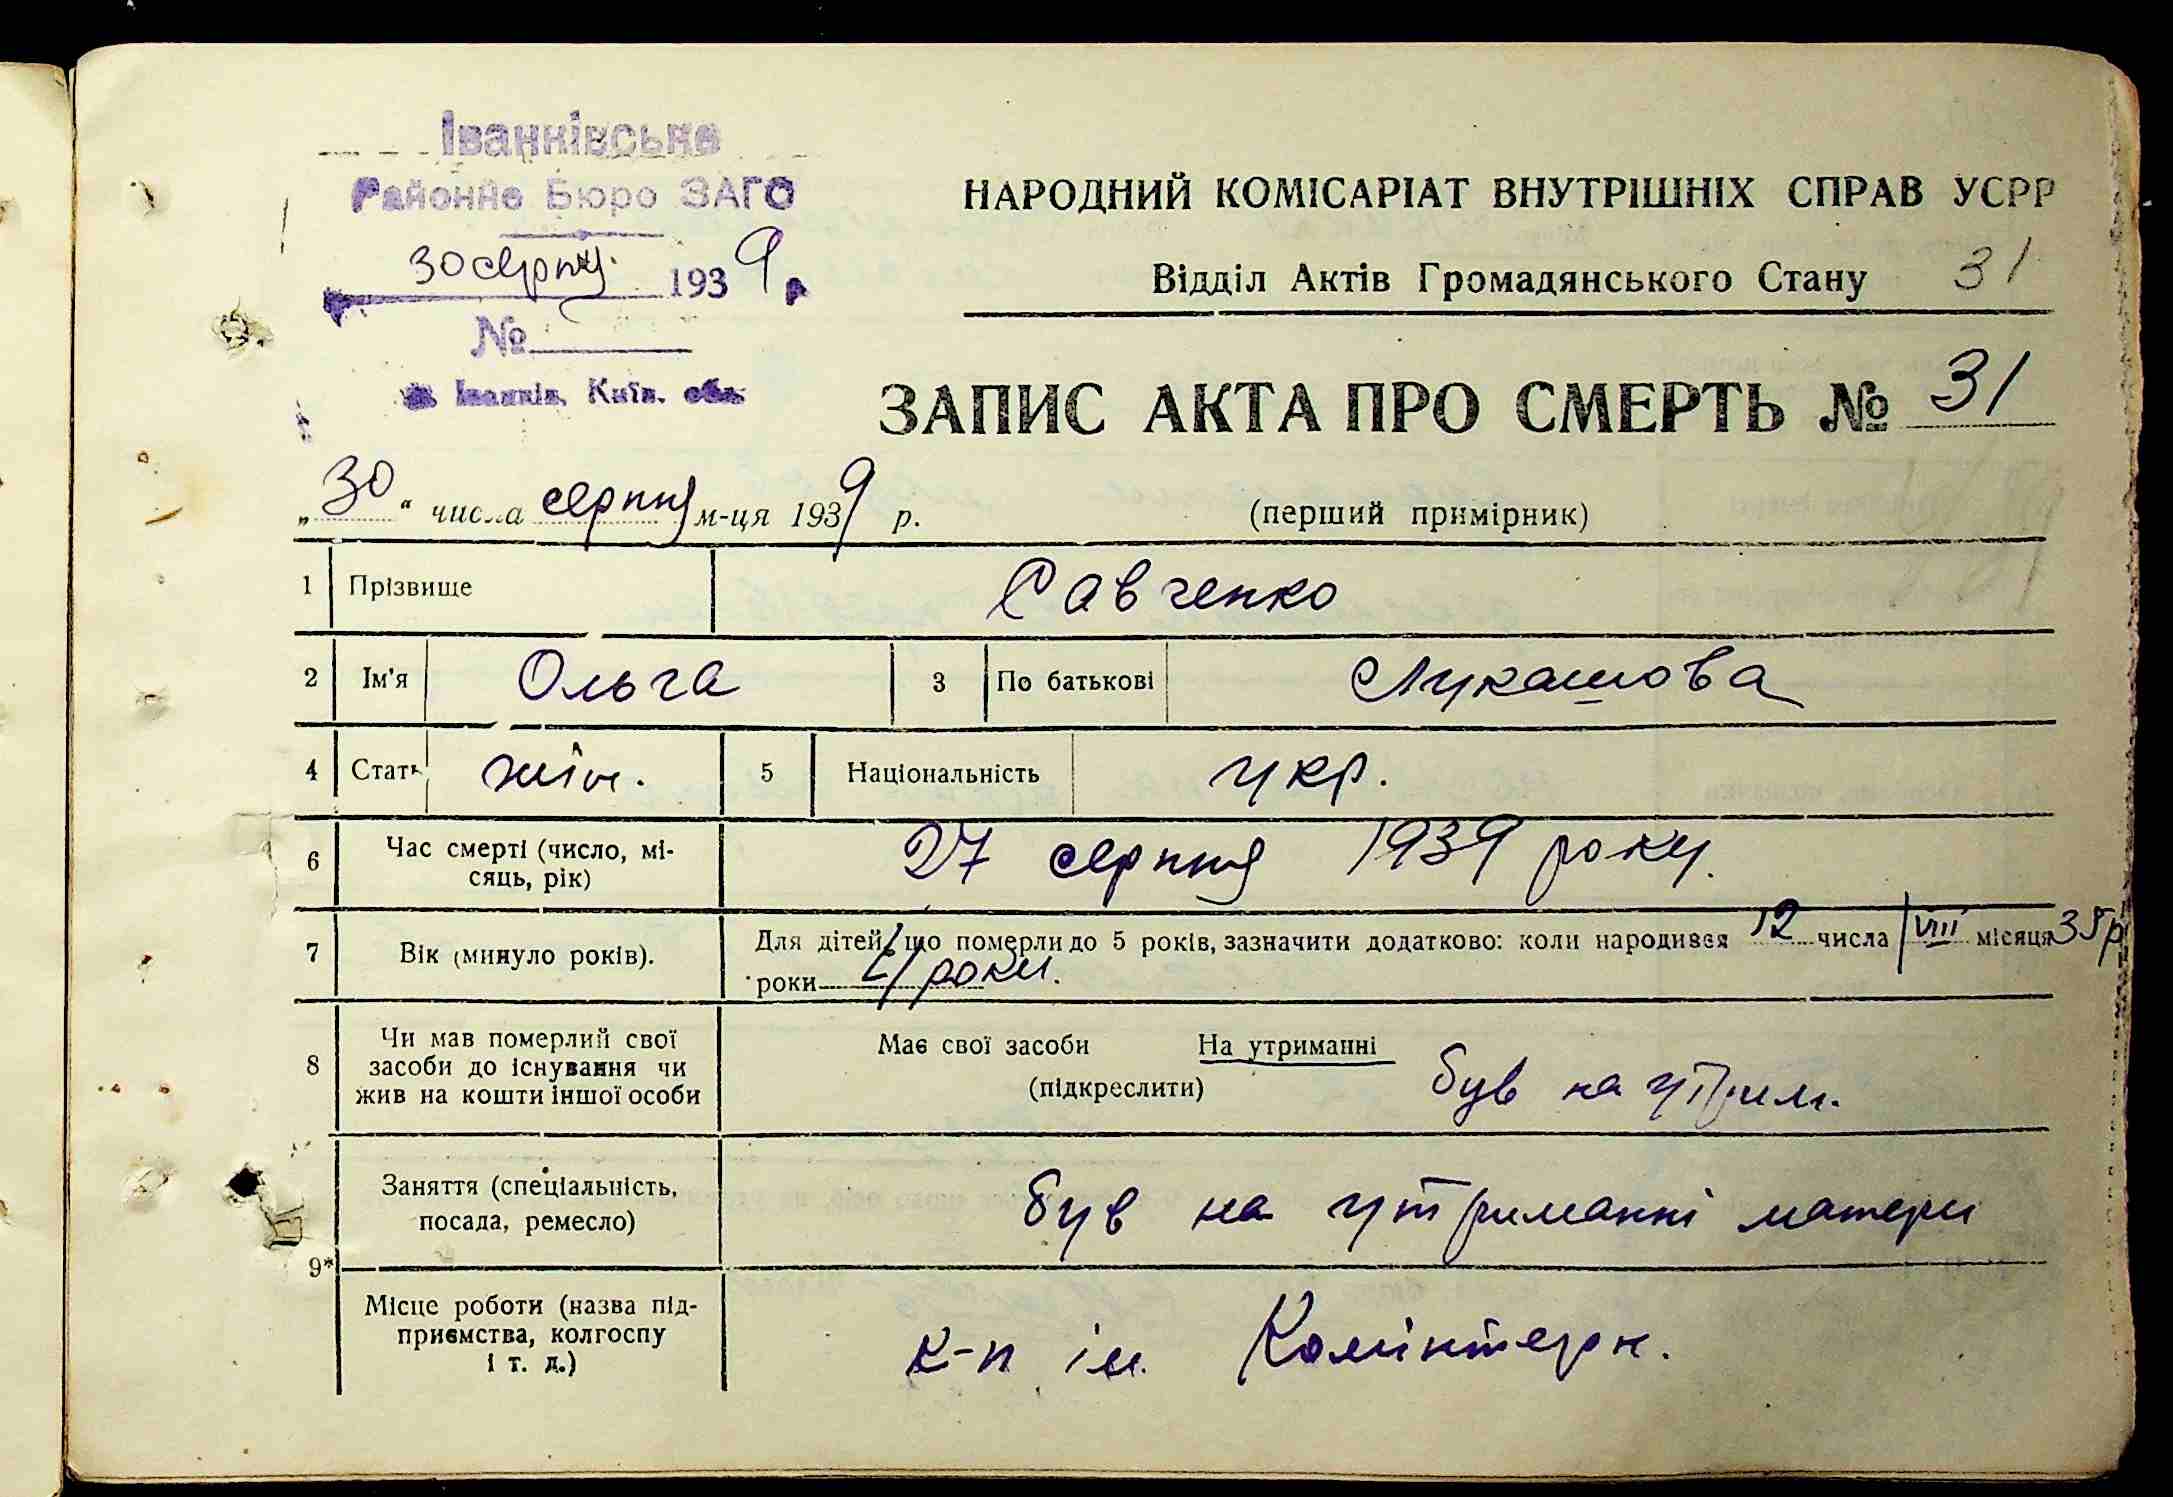 Іванківське
Районне Бюро ЗАГС
30 серпня 1939 р.
№
Іванків, Київ. обл.
НАРОДНИЙ КОМІСАРІАТ ВНУТРІШНІХ СПРАВ УСРР
Відділ Актів Громадянського Стану 31
ЗАПИС АКТА ПРО СМЕРТЬ № 31
„30“ числа серпня м-ця 1939 р. (перший примірник)
1 Прізвище Савченко
2 Ім'я Ольга 3 По батькові Лукашова
4 Стать жін. 5 Національність укр.
6 Час смерті (число, мі-
сяць, рік) 27 серпня 1939 року.
7 Вік (минуло років). Для дітей, що померли до 5 років, зазначити додатково: коли народився 12 числа VIII місяця 35 р
роки 4 роки.
8 Чи мав померлий свої
засоби до існування чи
жив на кошти іншої особи
Має свої засоби На утриманні
(підкреслити) був на утрим.
9*
Заняття (спеціальність,
посада, ремесло) був на утриманні матери
Місце роботи (назва під-
приємства, колгоспу
і т. д.) к-п ім. Комінтерн.